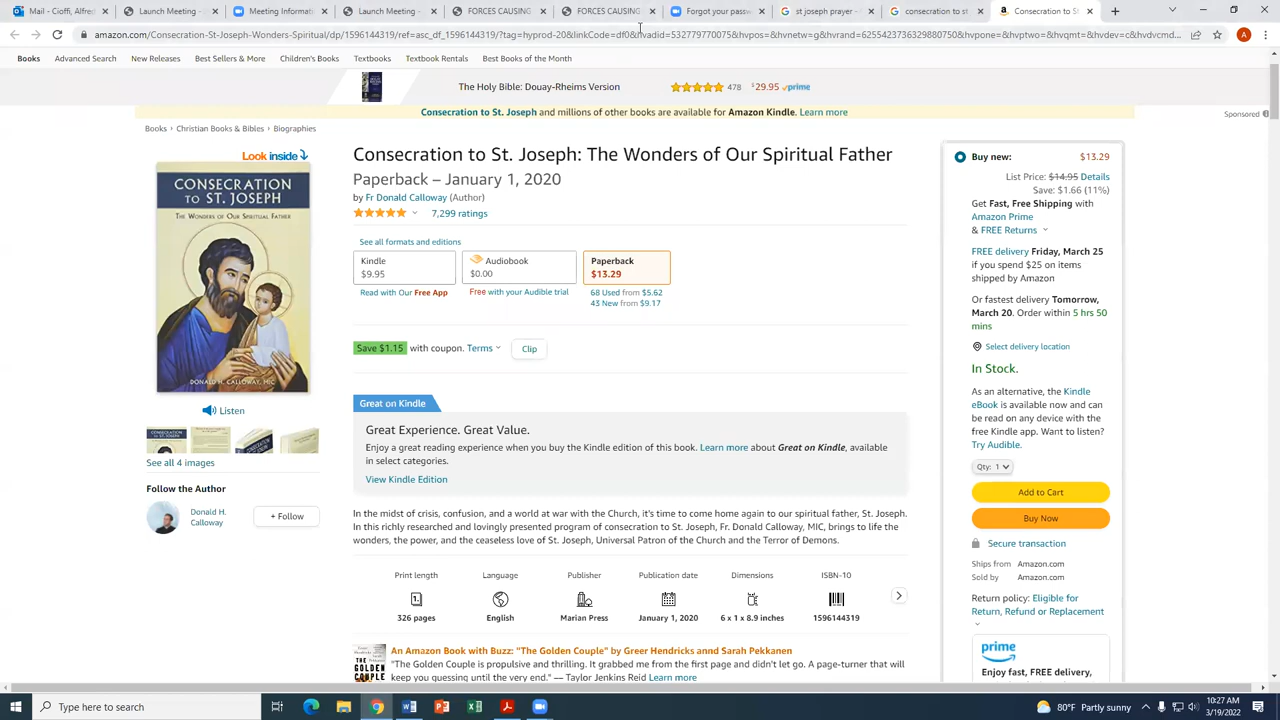 Mail - Cioffi, Alfred
Launch Meeting -
Meeting Informati
Launch Meeting -
FORCES CAUSING
FORCES CAUSING
Forgot your passw
st joseph prayer -
consecration to st
Consecration to S
amazon.com/Consecration-St-Joseph-Wonders-Spiritual/dp/1596144319/ref=asc_df_1596144319/?tag=hyprod-20&linkCode=df0&hvadid=532779770075&hvpos=&hvnetw=g&hvrand=6255423736329880750&hvpone=&hvptwo=&hvqmt=&hvdev=c&hvdvcmd...
A
Books Advanced Search New Releases Best Sellers & More Children's Books Textbooks Textbook Rentals Best Books of the Month
The Holy Bible: Douay-Rheims Version 478 $29.95 prime
Consecration to St. Joseph and millions of other books are available for Amazon Kindle. Learn more
Sponsored
Books › Christian Books & Bibles › Biographies
Look inside
CONSECRATION
TO ST. JOSEPH
THE WONDERS OF OUR SPIRITUAL FATHER
DONALD H. CALLOWAY, MIC
Listen
See all 4 images
Follow the Author
Donald H.
Calloway
+ Follow
Consecration to St. Joseph: The Wonders of Our Spiritual Father
Paperback – January 1, 2020
by Fr Donald Calloway (Author)
7,299 ratings
See all formats and editions
Kindle
$9.95
Read with Our Free App
Audiobook
$0.00
Free with your Audible trial
Paperback
$13.29
68 Used from $5.62
43 New from $9.17
Save $1.15 with coupon. Terms Clip
Great on Kindle
Great Experience. Great Value.
Enjoy a great reading experience when you buy the Kindle edition of this book. Learn more about Great on Kindle, available
in select categories.
View Kindle Edition
In the midst of crisis, confusion, and a world at war with the Church, it's time to come home again to our spiritual father, St. Joseph.
In this richly researched and lovingly presented program of consecration to St. Joseph, Fr. Donald Calloway, MIC, brings to life the
wonders, the power, and the ceaseless love of St. Joseph, Universal Patron of the Church and the Terror of Demons.
Print length Language Publisher Publication date Dimensions ISBN-10
326 pages English Marian Press January 1, 2020 6 x 1 x 8.9 inches 1596144319
THE
GOLDEN
COUPLE
An Amazon Book with Buzz: "The Golden Couple" by Greer Hendricks annd Sarah Pekkanen
"The Golden Couple is propulsive and thrilling. It grabbed me from the first page and didn't let go. A page-turner that will
keep you guessing until the very end." — Taylor Jenkins Reid Learn more
Buy new: $13.29
List Price: $14.95 Details
Save: $1.66 (11%)
Get Fast, Free Shipping with
Amazon Prime
& FREE Returns
FREE delivery Friday, March 25
if you spend $25 on items
shipped by Amazon
Or fastest delivery Tomorrow,
March 20. Order within 5 hrs 50
mins
Select delivery location
In Stock.
As an alternative, the Kindle
eBook is available now and can
be read on any device with the
free Kindle app. Want to listen?
Try Audible.
Qty: 1
Add to Cart
Buy Now
Secure transaction
Ships from Amazon.com
Sold by Amazon.com
Return policy: Eligible for
Return, Refund or Replacement
prime
Enjoy fast, FREE delivery,
Type here to search
80°F Partly sunny
10:27 AM
3/19/2022